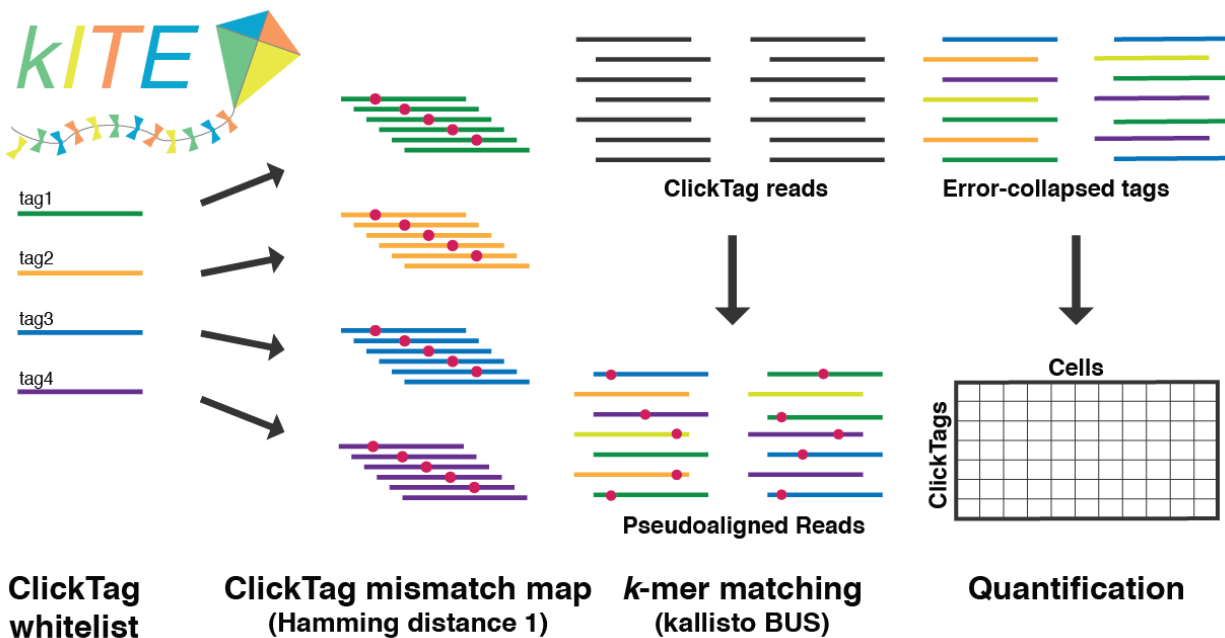 kITE
tag1
tag2
tag3
tag4
ClickTag reads
Error-collapsed tags
Pseudoaligned Reads
Cells
ClickTags
ClickTag
whitelist
ClickTag mismatch map
(Hamming distance 1)
k-mer matching
(kallisto BUS)
Quantification